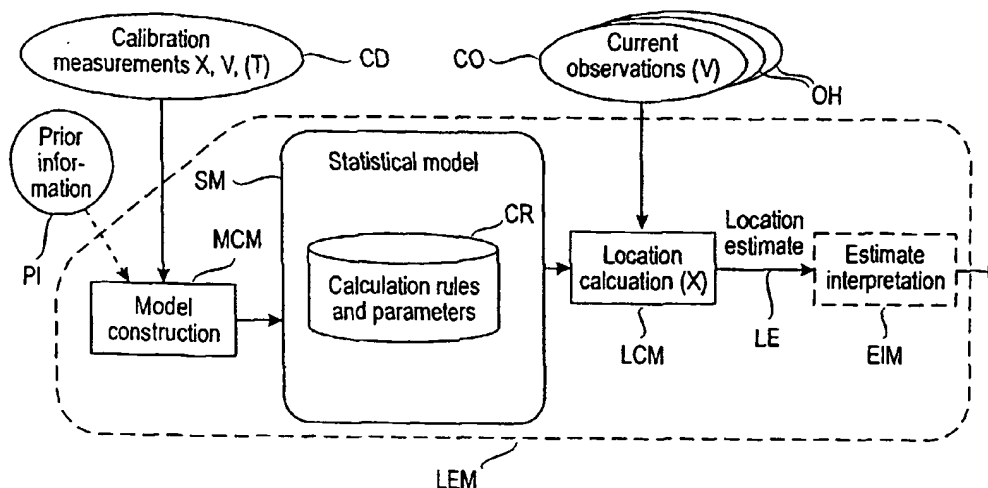 Calibration
measurements X, V, (T)
CD
CO
Current
observations (V)
OH
Prior
infor-
mation
PI
SM
Statistical model
CR
MCM
Model
construction
Calculation rules
and parameters
Location
calcuation (X)
LCM
Location
estimate
LE
Estimate
interpretation
EIM
LEM